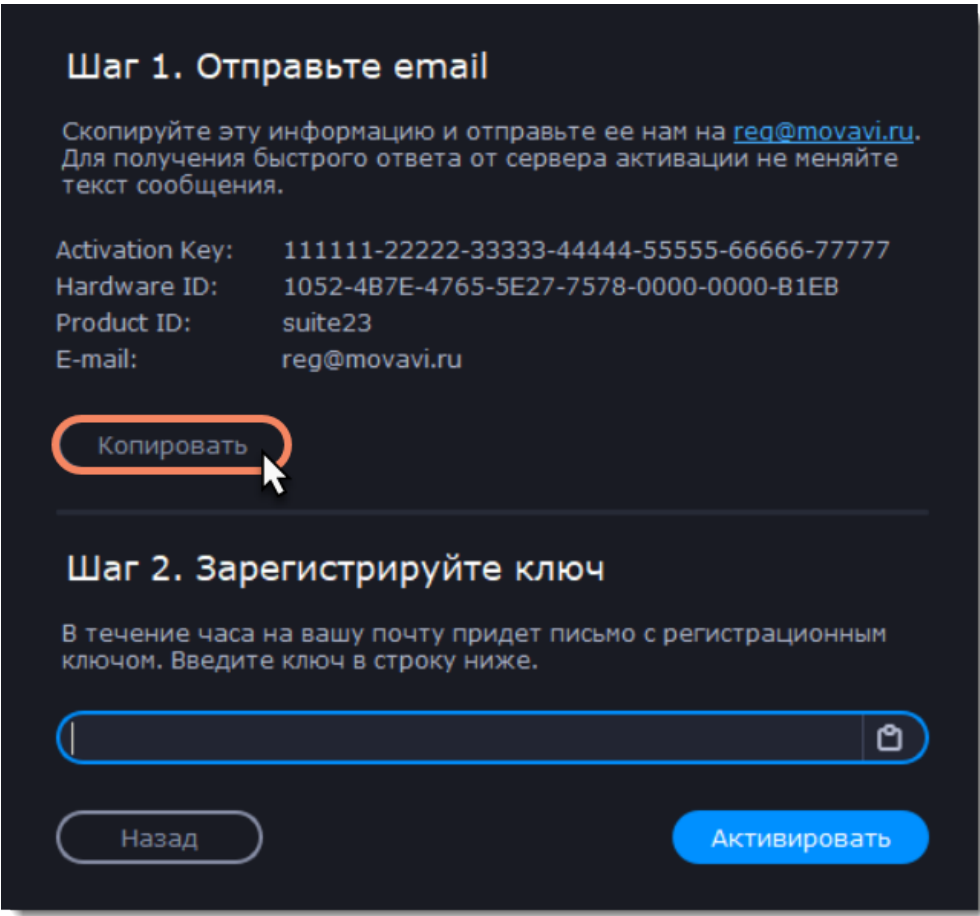 Шаг 1. Отправьте email
Скопируйте эту информацию и отправьте ее нам на reg@movavi.ru.
Для получения быстрого ответа от сервера активации не меняйте
текст сообщения.
Activation Key: 111111-22222-33333-44444-55555-66666-77777
Hardware ID: 1052-4B7E-4765-5E27-7578-0000-0000-B1EB
Product ID: suite23
E-mail: reg@movavi.ru
Копировать
Шаг 2. Зарегистрируйте ключ
В течение часа на вашу почту придет письмо с регистрационным
ключом. Введите ключ в строку ниже.
Назад Активировать